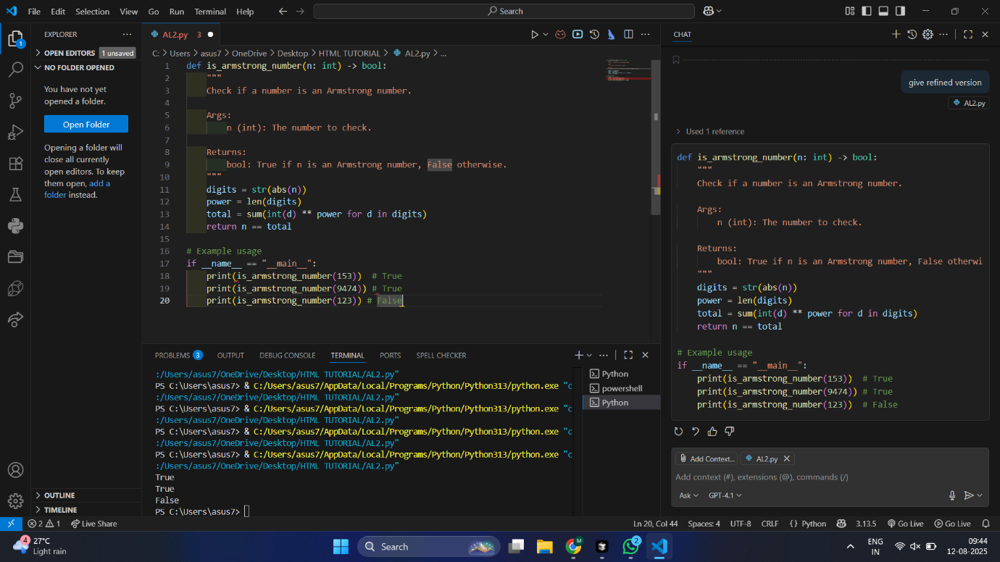 File Edit Selection View Go Run Terminal Help
Search
EXPLORER
1
OPEN EDITORS 1 unsaved
NO FOLDER OPENED
You have not yet
opened a folder.
Open Folder
Opening a folder will
close all currently
open editors. To keep
them open, add a
folder instead.
OUTLINE
TIMELINE
AL2.py 3
C: > Users > asus7 > OneDrive > Desktop > HTML TUTORIAL > AL2.py > ...
1 def is_armstrong_number(n: int) -> bool:
2 """
3 Check if a number is an Armstrong number.
4
5 Args:
6 n (int): The number to check.
7
8 Returns:
9 bool: True if n is an Armstrong number, False otherwise.
10 """
11 digits = str(abs(n))
12 power = len(digits)
13 total = sum(int(d) ** power for d in digits)
14 return n == total
15
16 # Example usage
17 if __name__ == "__main__":
18 print(is_armstrong_number(153))  # True
19 print(is_armstrong_number(9474)) # True
20 print(is_armstrong_number(123)) # False
PROBLEMS 3 OUTPUT DEBUG CONSOLE TERMINAL PORTS SPELL CHECKER
:/Users/asus7/OneDrive/Desktop/HTML TUTORIAL/AL2.py"
PS C:\Users\asus7> & C:/Users/asus7/AppData/Local/Programs/Python/Python313/python.exe "c
:/Users/asus7/OneDrive/Desktop/HTML TUTORIAL/AL2.py"
PS C:\Users\asus7> & C:/Users/asus7/AppData/Local/Programs/Python/Python313/python.exe "c
:/Users/asus7/OneDrive/Desktop/HTML TUTORIAL/AL2.py"
PS C:\Users\asus7> & C:/Users/asus7/AppData/Local/Programs/Python/Python313/python.exe "c
:/Users/asus7/OneDrive/Desktop/HTML TUTORIAL/AL2.py"
PS C:\Users\asus7> & C:/Users/asus7/AppData/Local/Programs/Python/Python313/python.exe "c
:/Users/asus7/OneDrive/Desktop/HTML TUTORIAL/AL2.py"
True
True
False
PS C:\Users\asus7>
Python
powershell
Python
CHAT
give refined version
AL2.py
Used 1 reference
def is_armstrong_number(n: int) -> bool:
"""
Check if a number is an Armstrong number.
Args:
n (int): The number to check.
Returns:
bool: True if n is an Armstrong number, False otherwi
"""
digits = str(abs(n))
power = len(digits)
total = sum(int(d) ** power for d in digits)
return n == total
# Example usage
if __name__ == "__main__":
print(is_armstrong_number(153))  # True
print(is_armstrong_number(9474)) # True
print(is_armstrong_number(123))  # False
Add Context... AL2.py
Add context (#), extensions (@), commands (/)
Ask GPT-4.1
2 1 Live Share
Ln 20, Col 44 Spaces: 4 UTF-8 CRLF {} Python 3.13.5 Go Live Go Live
4
27°C
Light rain
Search
M
2
ENG
IN
09:44
12-08-2025